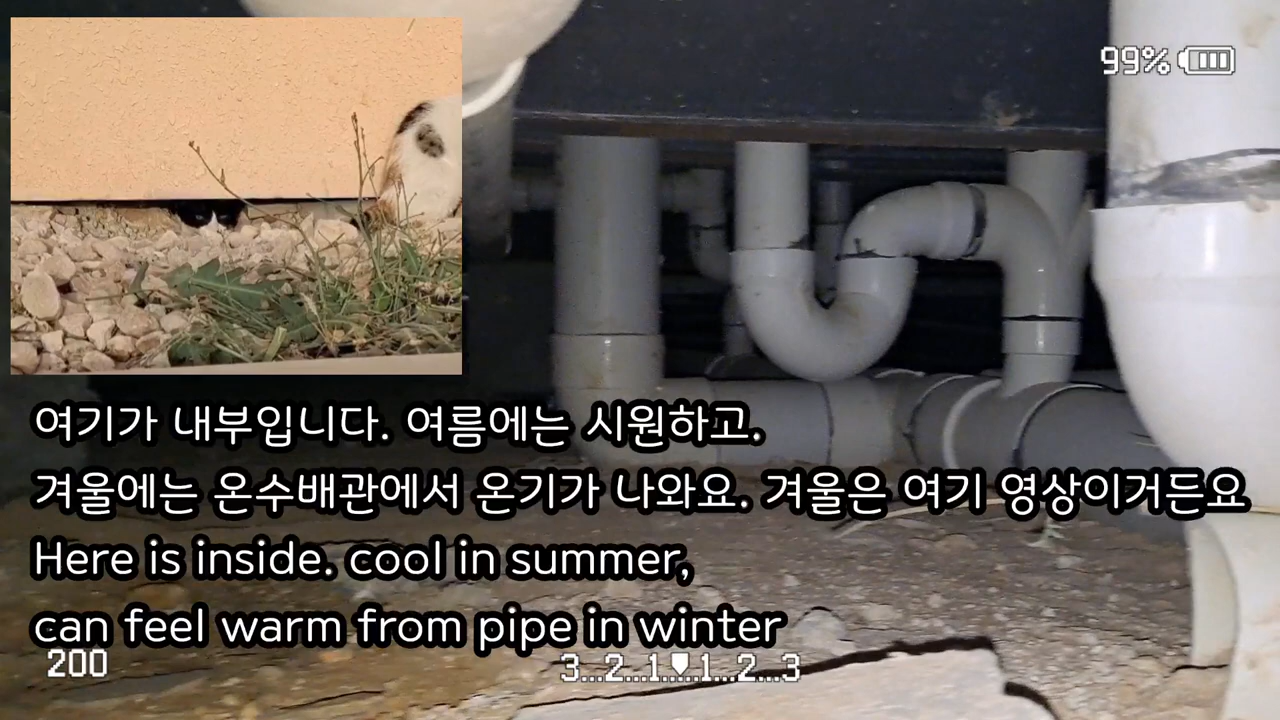 99%
여기가 내부입니다. 여름에는 시원하고.
겨울에는 온수배관에서 온기가 나와요. 겨울은 여기 영상이거든요
Here is inside. cool in summer,
can feel warm from pipe in winter
200
3...2...1...1...2...3